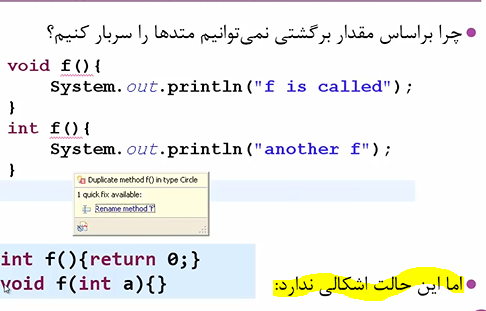 چرا براساس مقدار برگشتی نمی‌توانیم متدها را سربار کنیم؟
void f(){
System.out.println("f is called");
}
int f(){
System.out.println("another f");
}
Duplicate method f() in type Circle
1 quick fix available:
Rename method 'f'
int f(){return 0;}
void f(int a){}
اما این حالت اشکالی ندارد: